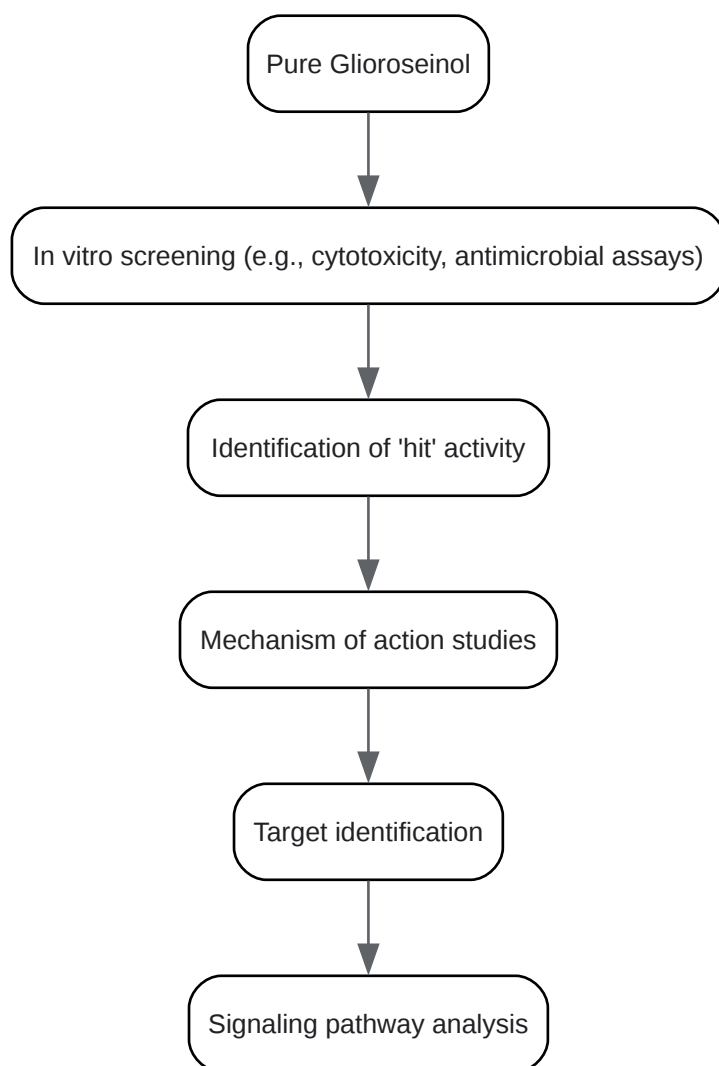 Pure Glioroseinol
In vitro screening (e.g., cytotoxicity, antimicrobial assays)
Identification of 'hit' activity
Mechanism of action studies
Target identification
Signaling pathway analysis